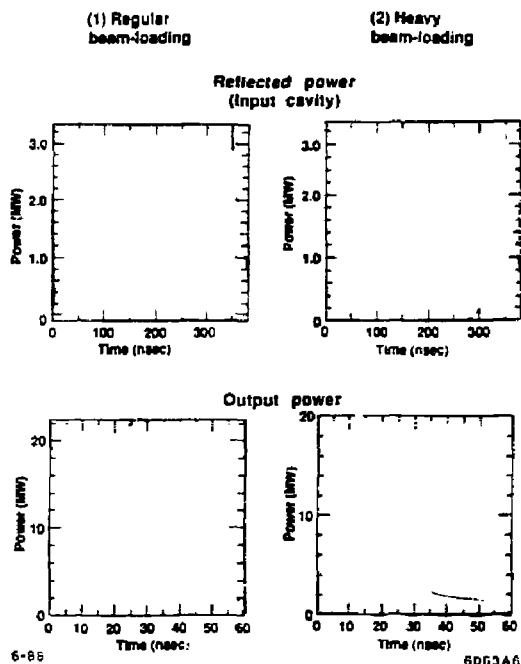 (1) Regular
beam-loading
(2) Heavy
beam-loading
Reflected power
(Input cavity)
3.0
2.0
1.0
0
Power (MW)
0 100 200 300
Time (nsec)
3.0
2.0
1.0
0
Power (MW)
0 100 200 300
Time (nsec)
Output power
20
10
0
Power (MW)
0 10 20 30 40 50 60
Time (nsec)
20
10
0
Power (MW)
0 10 20 30 40 50 60
Time (nsec)